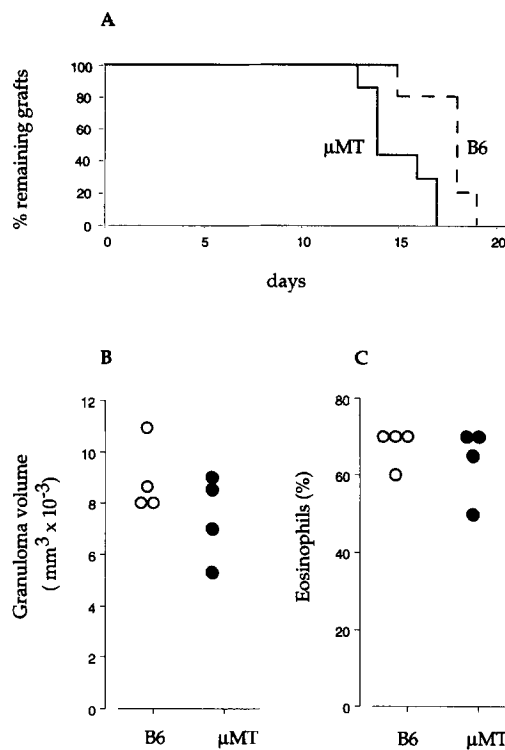 A
% remaining grafts
100
80
60
40
20
0
μMT
B6
0
5
10
15
20
days
B
Granuloma volume
( mm³ x 10⁻³ )
12
10
8
6
4
2
0
B6
μMT
C
Eosinophils (%)
80
60
40
20
0
B6
μMT